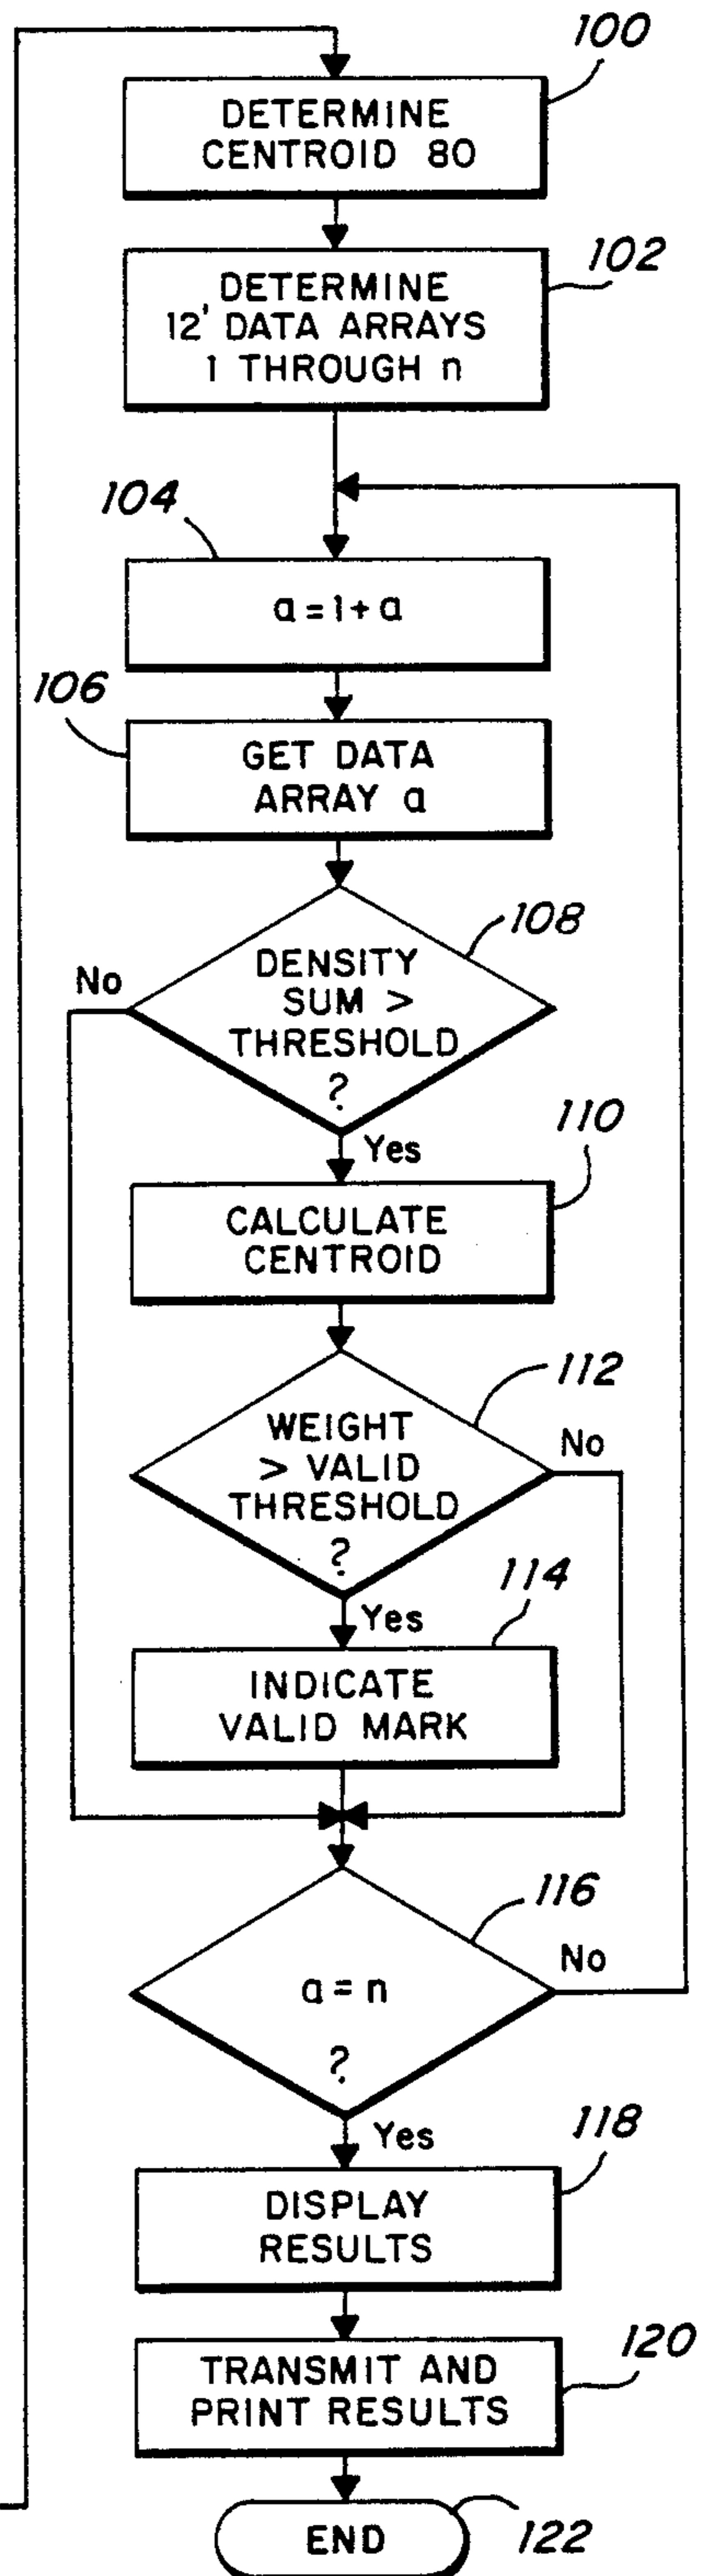 100
DETERMINE
CENTROID 80
102
DETERMINE
12' DATA ARRAYS
1 THROUGH n
104
a = 1 + a
106
GET DATA
ARRAY a
108
No
DENSITY
SUM >
THRESHOLD
?
Yes
110
CALCULATE
CENTROID
112
WEIGHT
> VALID
THRESHOLD
?
No
Yes
114
INDICATE
VALID MARK
116
a = n
?
No
Yes
118
DISPLAY
RESULTS
120
TRANSMIT AND
PRINT RESULTS
END
122